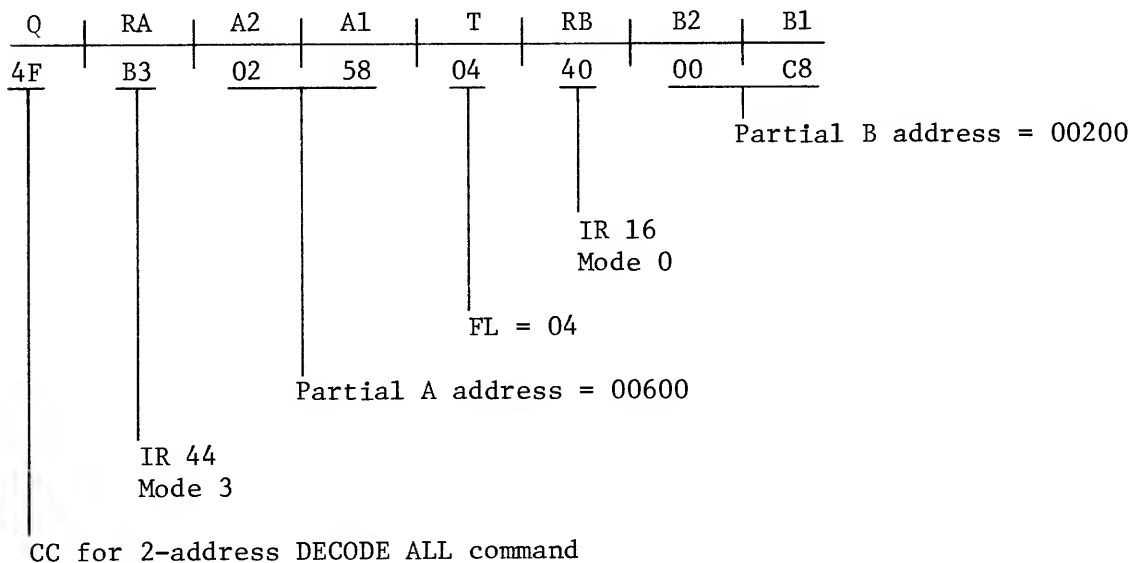 Q RA A2 A1 T RB B2 B1
4F B3 02 58 04 40 00 C8
Partial B address = 00200
IR 16
Mode 0
FL = 04
Partial A address = 00600
IR 44
Mode 3
CC for 2-address DECODE ALL command